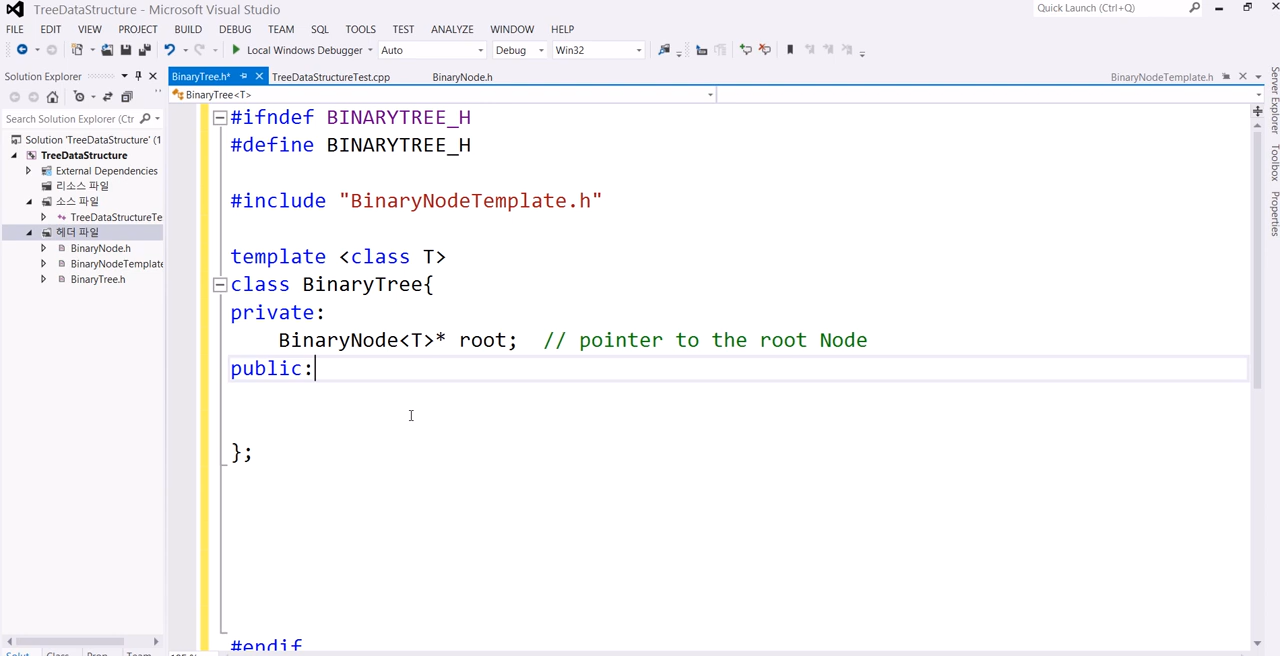 TreeDataStructure - Microsoft Visual Studio
Quick Launch (Ctrl+Q)
FILE EDIT VIEW PROJECT BUILD DEBUG TEAM SQL TOOLS TEST ANALYZE WINDOW HELP
Local Windows Debugger Auto Debug Win32
Solution Explorer
BinaryTree.h* TreeDataStructureTest.cpp BinaryNode.h BinaryNodeTemplate.h
BinaryTree<T>
Search Solution Explorer (Ctr
Solution 'TreeDataStructure' (1
TreeDataStructure
External Dependencies
리소스 파일
소스 파일
TreeDataStructureTe
헤더 파일
BinaryNode.h
BinaryNodeTemplate
BinaryTree.h
#ifndef BINARYTREE_H
#define BINARYTREE_H
#include "BinaryNodeTemplate.h"
template <class T>
class BinaryTree{
private:
BinaryNode<T>* root; // pointer to the root Node
public:
};
#endif
Server Explorer
Toolbox
Properties